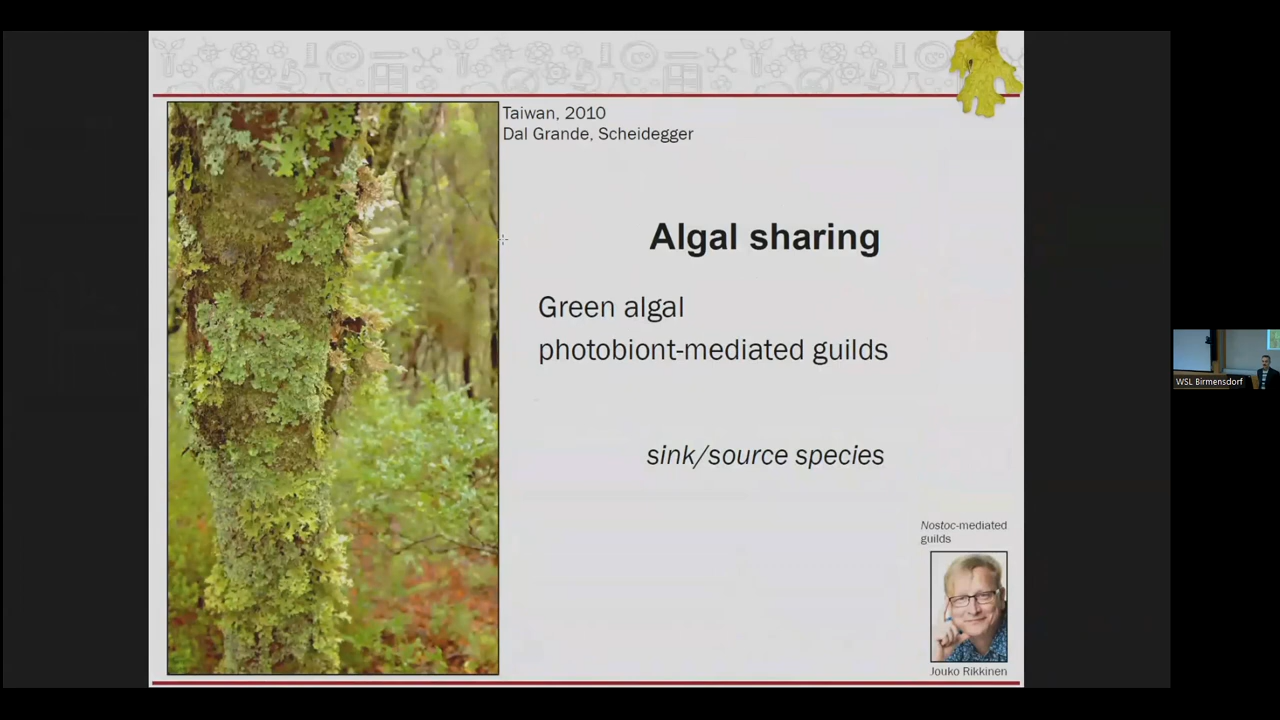 Taiwan, 2010
Dal Grande, Scheidegger
Algal sharing
Green algal
photobiont-mediated guilds
sink/source species
Nostoc-mediated
guilds
Jouko Rikkinen
WSL Birmensdorf